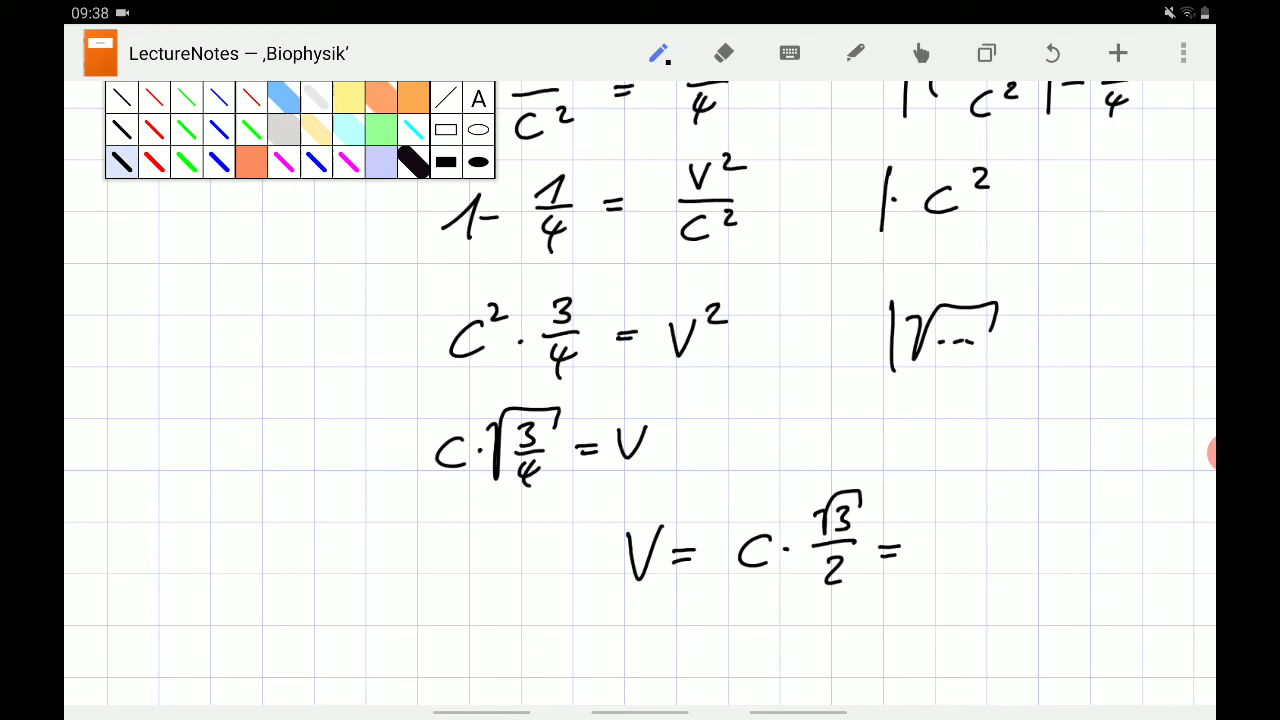 09:38
LectureNotes — ‚Biophysik‘
A
/c² = /4 | + c² | - /4
1 - 1/4 = v²/c² | · c²
c² · 3/4 = v² | √...
c · √(3/4) = v
v = c · √3/2 =